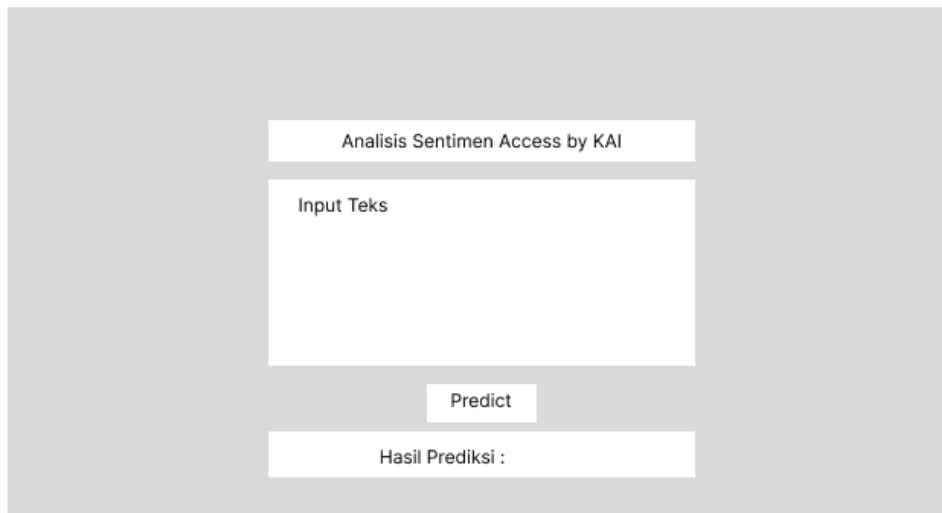 Analisis Sentimen Access by KAI
Input Teks
Predict
Hasil Prediksi :